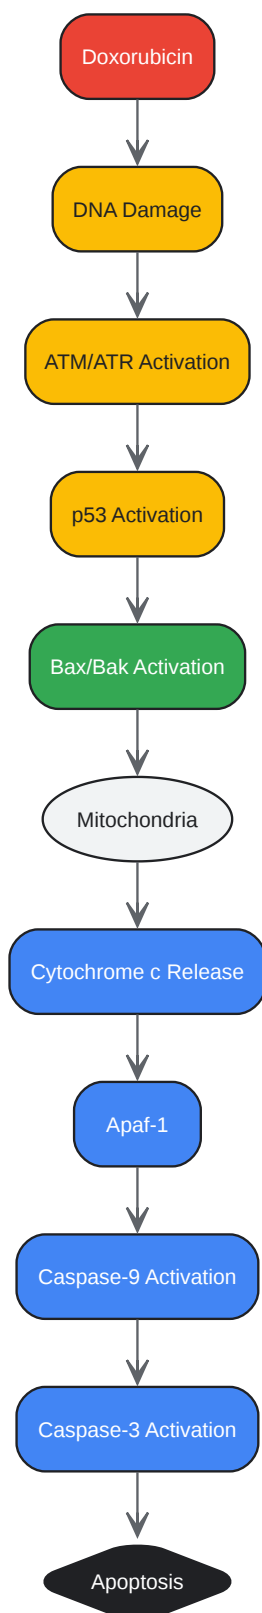 Doxorubicin
DNA Damage
ATM/ATR Activation
p53 Activation
Bax/Bak Activation
Mitochondria
Cytochrome c Release
Apaf-1
Caspase-9 Activation
Caspase-3 Activation
Apoptosis